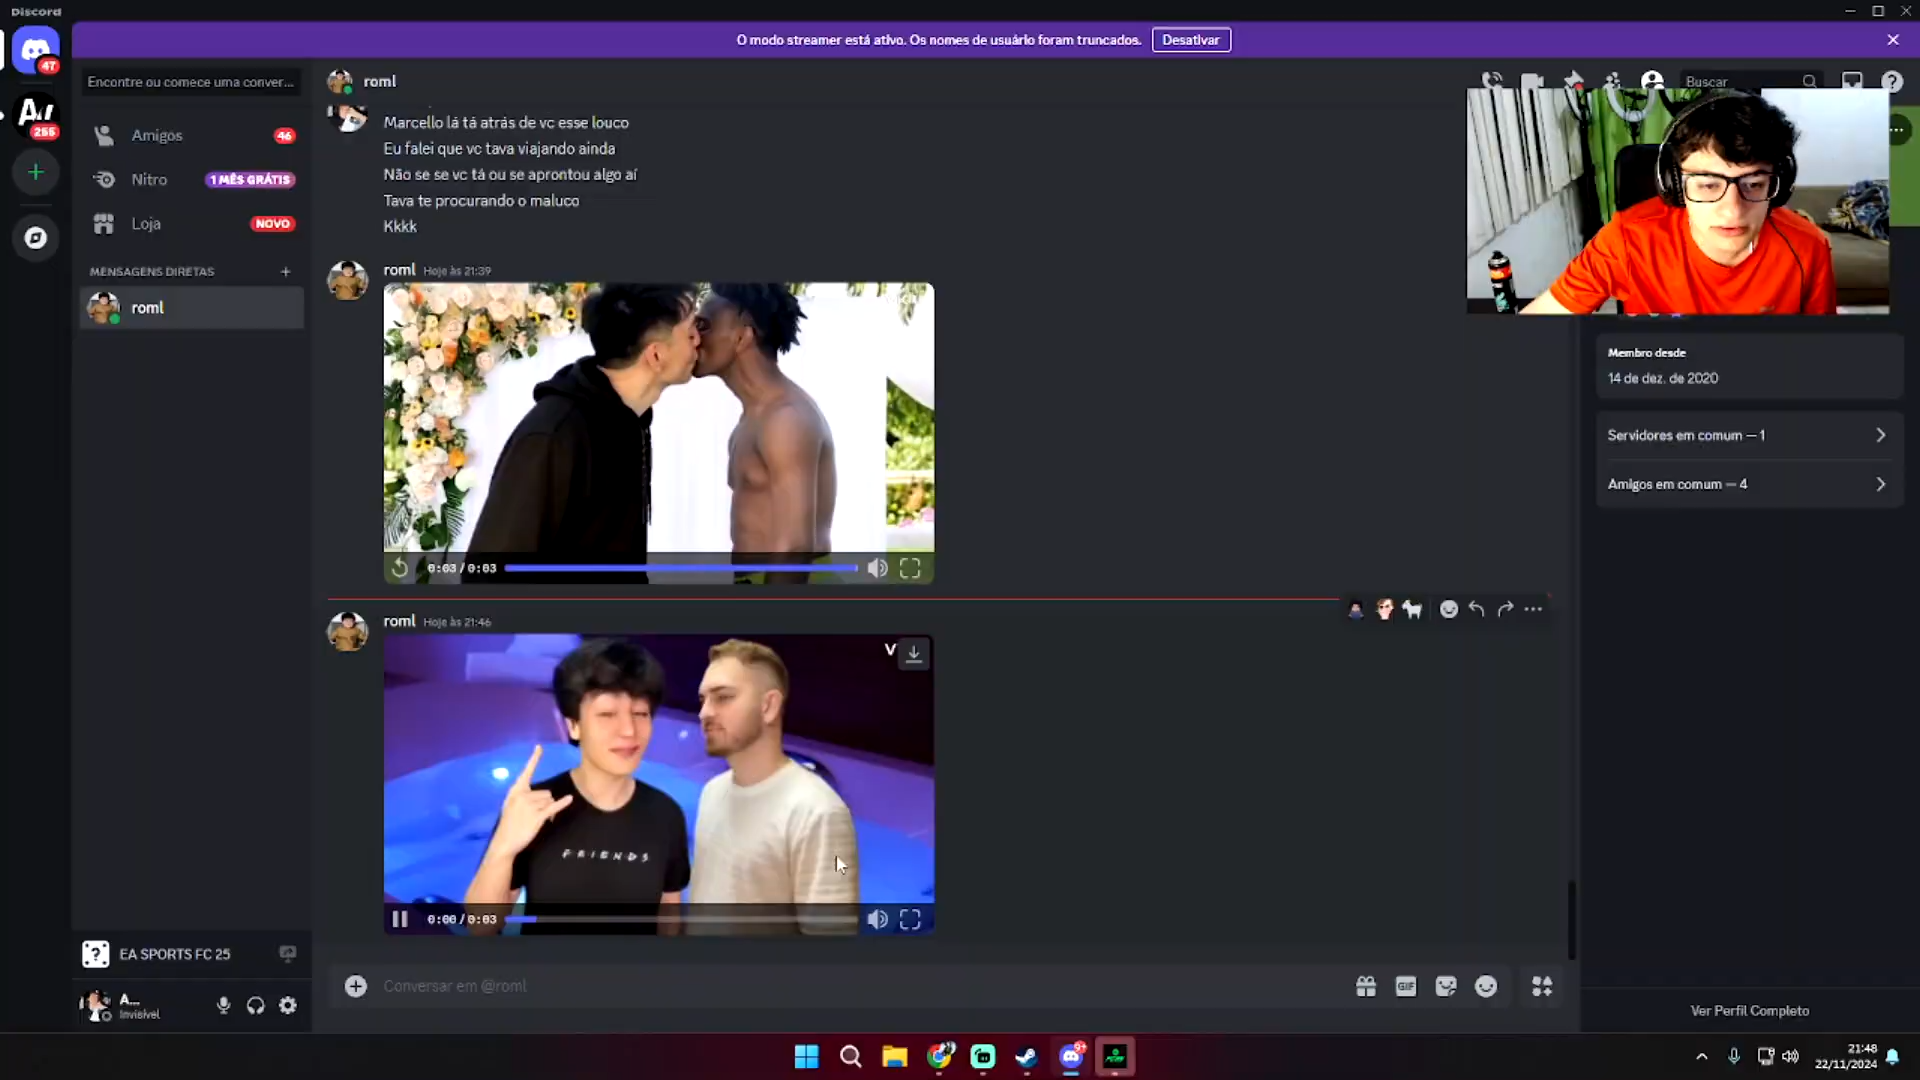 Discord
O modo streamer está ativo. Os nomes de usuário foram truncados.
Desativar
47
255
Encontre ou comece uma conver...
Amigos
46
Nitro
1 MÊS GRÁTIS
Loja
NOVO
MENSAGENS DIRETAS
roml
roml
Buscar
Marcello lá tá atrás de vc esse louco
Eu falei que vc tava viajando ainda
Não se se vc tá ou se aprontou algo aí
Tava te procurando o maluco
Kkkk
roml Hoje às 21:39
0:03/0:03
roml Hoje às 21:46
V
FRIENDS
0:00/0:03
Membro desde
14 de dez. de 2020
Servidores em comum — 1
Amigos em comum — 4
EA SPORTS FC 25
A...
Invisível
Conversar em @roml
GIF
Ver Perfil Completo
9+
21:48
22/11/2024